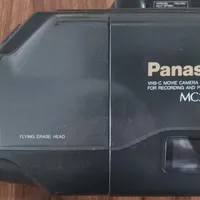 Panas
VHS-C MOVIE CAMERA
FOR RECORDING AND P
MC
FLYING ERASE HEAD